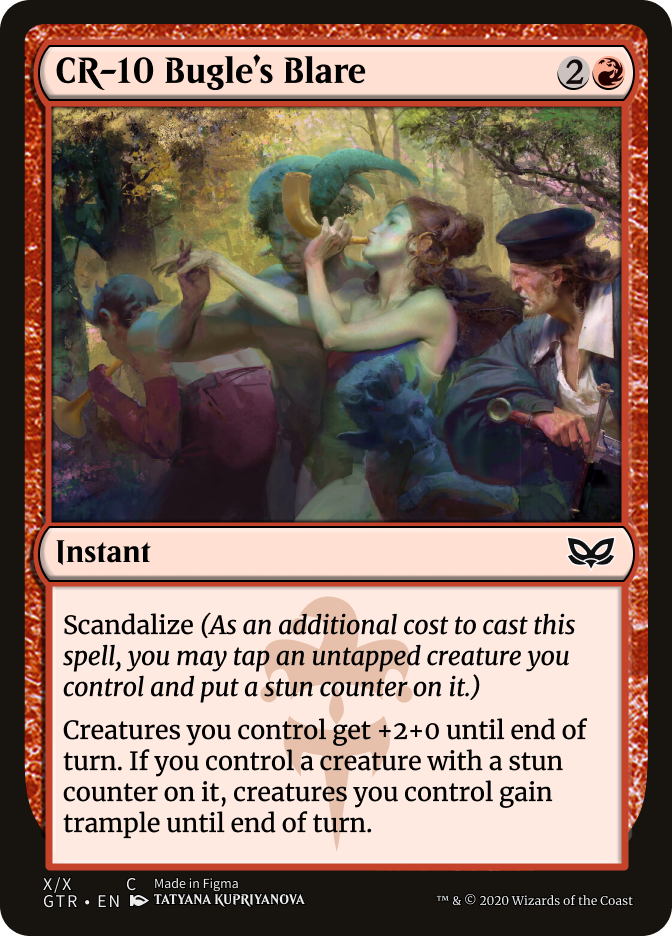 CR-10 Bugle's Blare 2
Instant
Scandalize (As an additional cost to cast this
spell, you may tap an untapped creature you
control and put a stun counter on it.)
Creatures you control get +2+0 until end of
turn. If you control a creature with a stun
counter on it, creatures you control gain
trample until end of turn.
X/X C Made in Figma
GTR • EN TATYANA KUPRIYANOVA ™ & © 2020 Wizards of the Coast